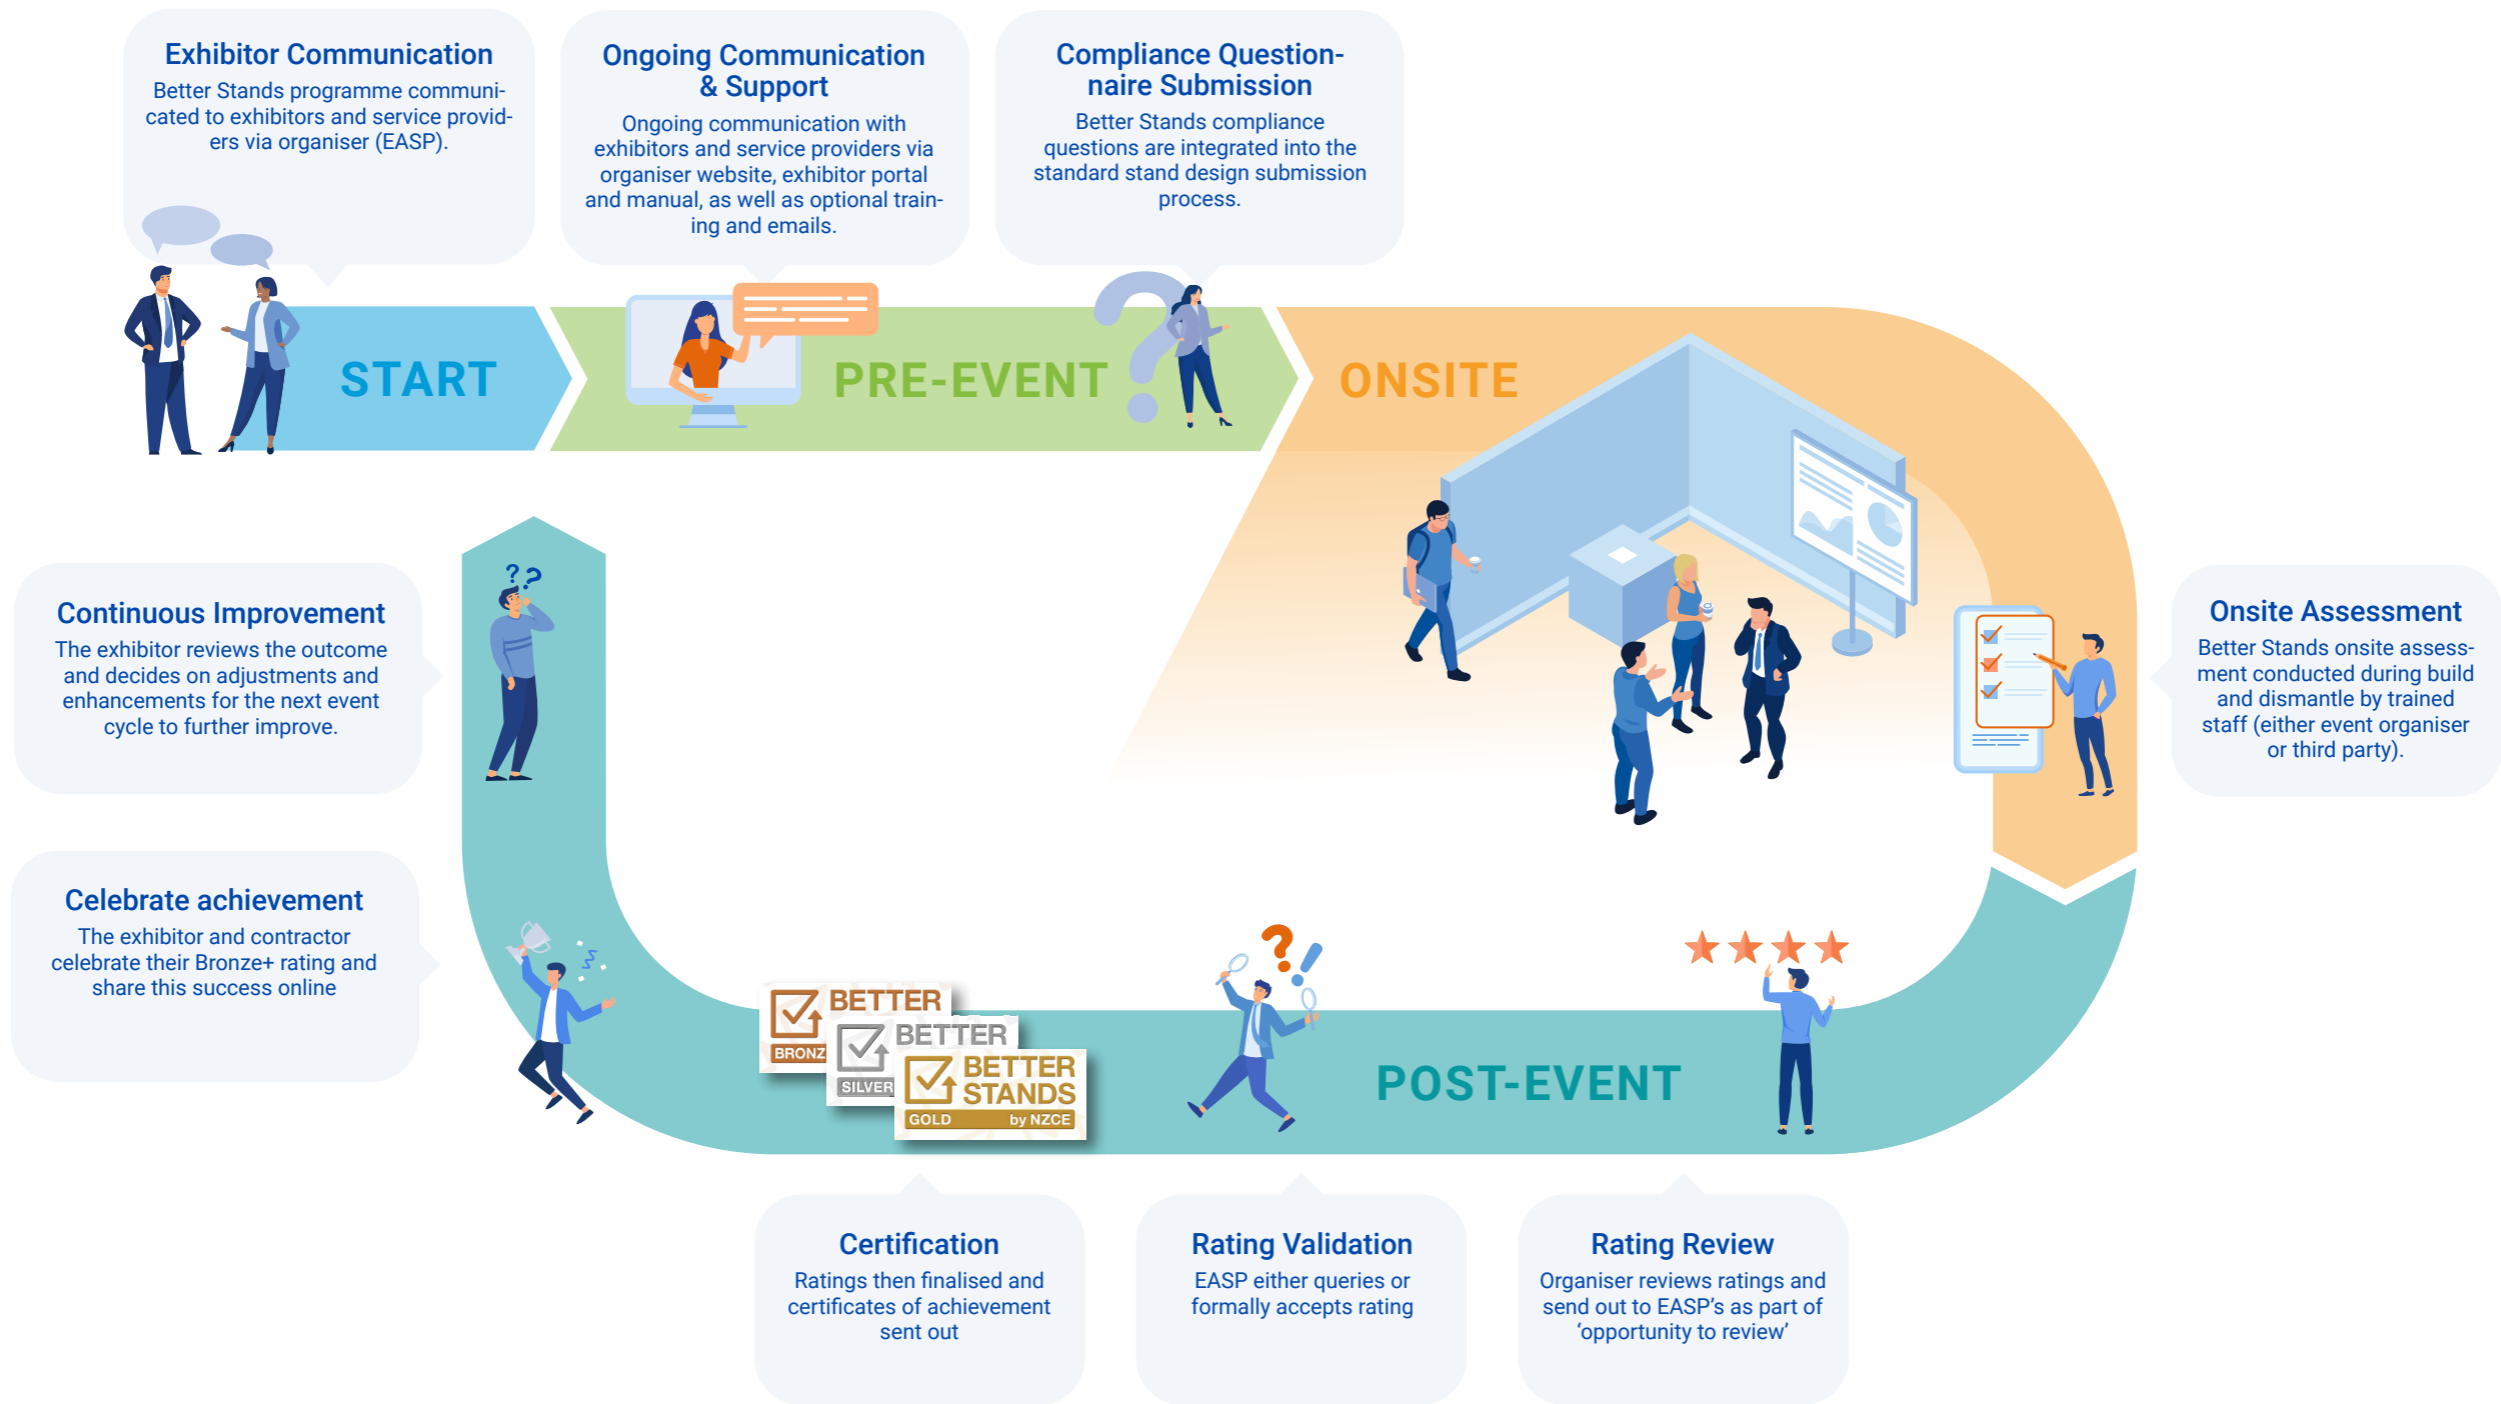 Exhibitor Communication
Better Stands programme communi-
cated to exhibitors and service provid-
ers via organiser (EASP).
Ongoing Communication
& Support
Ongoing communication with
exhibitors and service providers via
organiser website, exhibitor portal
and manual, as well as optional train-
ing and emails.
Compliance Question-
naire Submission
Better Stands compliance
questions are integrated into the
standard stand design submission
process.
START
PRE-EVENT
?
ONSITE
Onsite Assessment
Better Stands onsite assess-
ment conducted during build
and dismantle by trained
staff (either event organiser
or third party).
POST-EVENT
Rating Review
Organiser reviews ratings and
send out to EASP's as part of
‘opportunity to review’
?!
Rating Validation
EASP either queries or
formally accepts rating
BETTER
BRONZ
BETTER
SILVER
BETTER
STANDS
GOLD by NZCE
Certification
Ratings then finalised and
certificates of achievement
sent out
Celebrate achievement
The exhibitor and contractor
celebrate their Bronze+ rating and
share this success online
??
Continuous Improvement
The exhibitor reviews the outcome
and decides on adjustments and
enhancements for the next event
cycle to further improve.